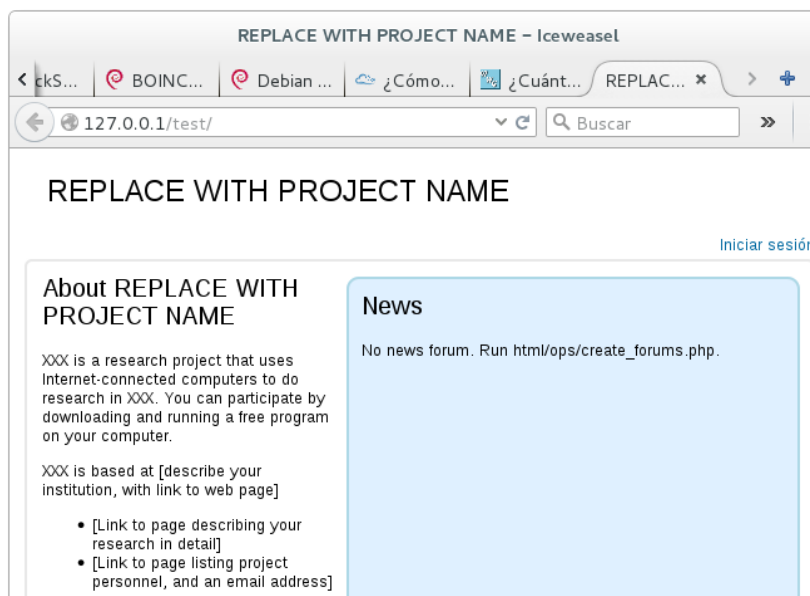 REPLACE WITH PROJECT NAME – Iceweasel
ckS... BOINC... Debian ... ¿Cómo... ¿Cuánt... REPLAC...
127.0.0.1/test/ Buscar
REPLACE WITH PROJECT NAME
Iniciar sesión
About REPLACE WITH
PROJECT NAME
XXX is a research project that uses
Internet-connected computers to do
research in XXX. You can participate by
downloading and running a free program
on your computer.
XXX is based at [describe your
institution, with link to web page]
• [Link to page describing your
research in detail]
• [Link to page listing project
personnel, and an email address]
News
No news forum. Run html/ops/create_forums.php.